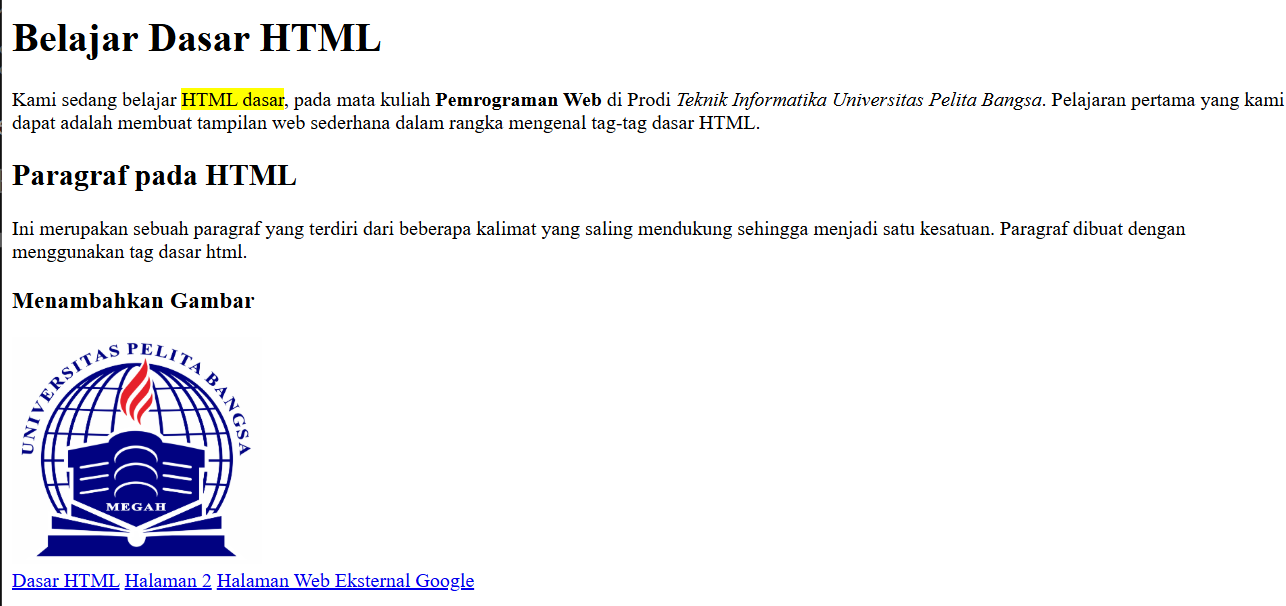 Belajar Dasar HTML
Kami sedang belajar HTML dasar, pada mata kuliah Pemrograman Web di Prodi Teknik Informatika Universitas Pelita Bangsa. Pelajaran pertama yang kami
dapat adalah membuat tampilan web sederhana dalam rangka mengenal tag-tag dasar HTML.
Paragraf pada HTML
Ini merupakan sebuah paragraf yang terdiri dari beberapa kalimat yang saling mendukung sehingga menjadi satu kesatuan. Paragraf dibuat dengan
menggunakan tag dasar html.
Menambahkan Gambar
UNIVERSITAS PELITA BANGSA
MEGAH
Dasar HTML Halaman 2 Halaman Web Eksternal Google